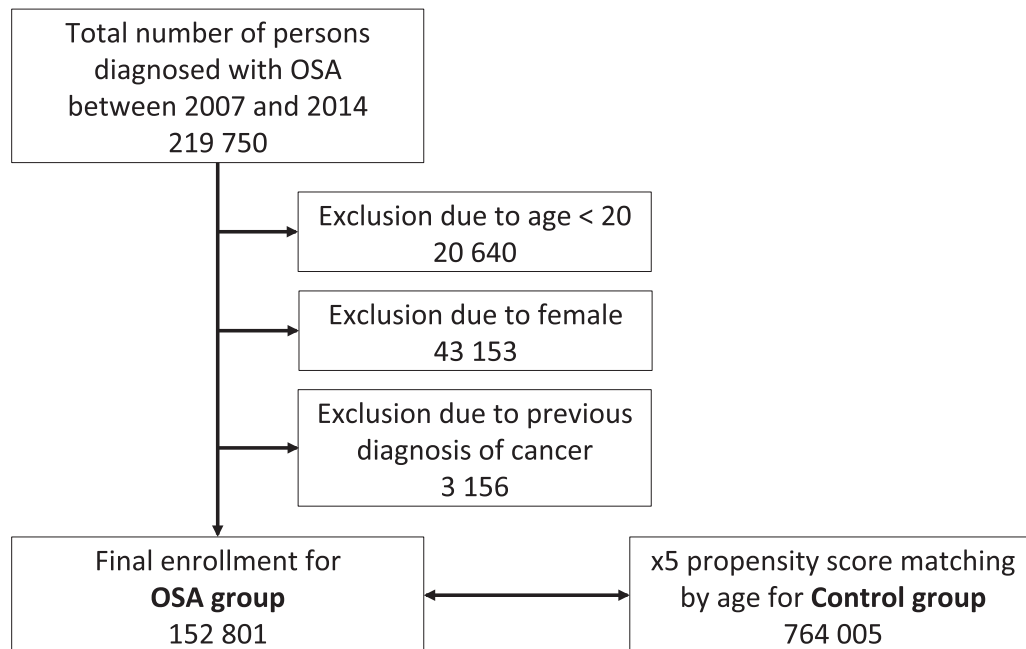 Total number of persons
diagnosed with OSA
between 2007 and 2014
219 750
Exclusion due to age < 20
20 640
Exclusion due to female
43 153
Exclusion due to previous
diagnosis of cancer
3 156
Final enrollment for
OSA group
152 801
x5 propensity score matching
by age for Control group
764 005